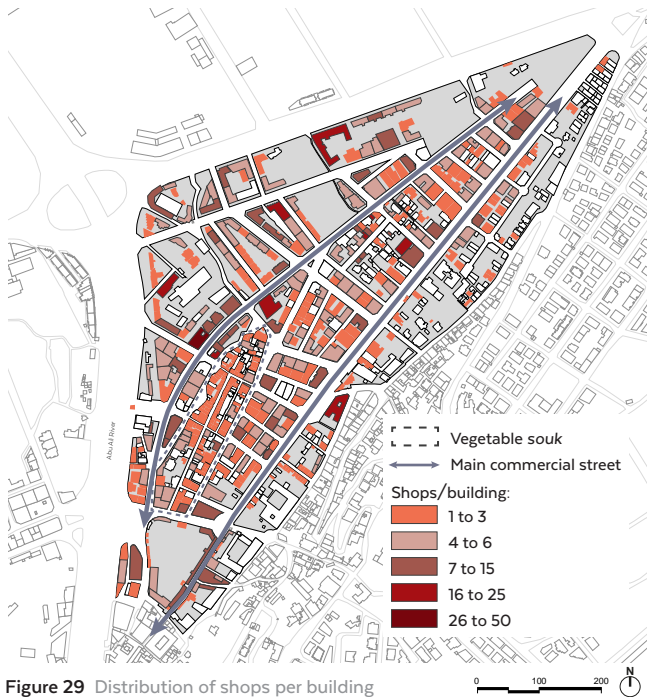 Abu Ali River
Vegetable souk
Main commercial street
Shops/building:
1 to 3
4 to 6
7 to 15
16 to 25
26 to 50
Figure 29 Distribution of shops per building
0 100 200
N